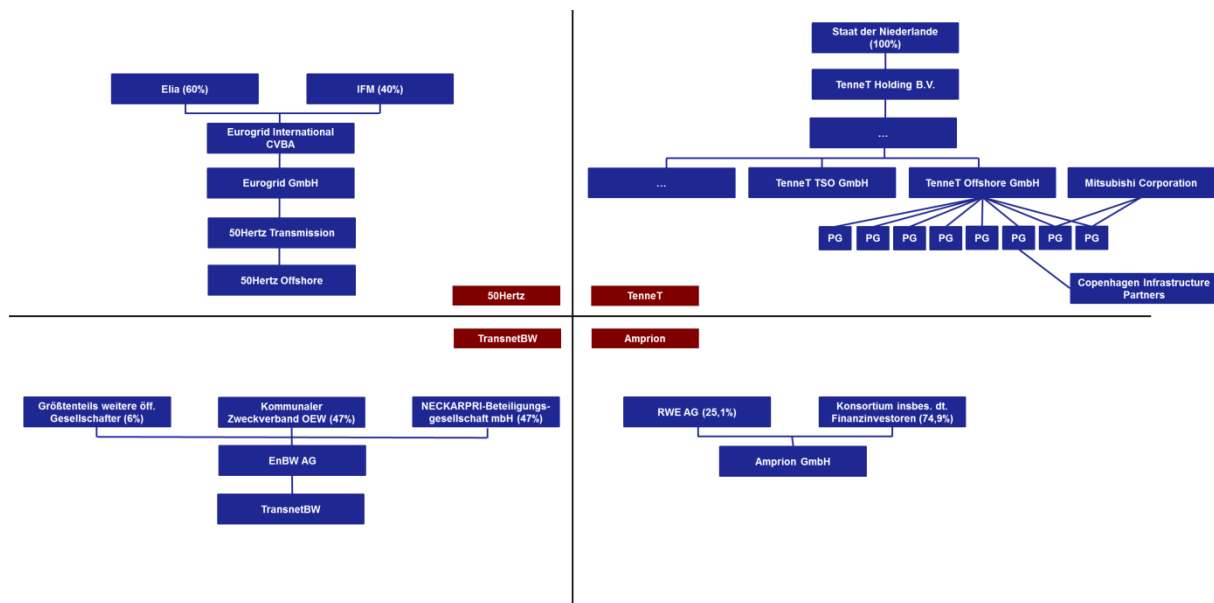 Elia (60%)
IFM (40%)
Eurogrid International
CVBA
Eurogrid GmbH
50Hertz Transmission
50Hertz Offshore
50Hertz
Staat der Niederlande
(100%)
TenneT Holding B.V.
...
...
TenneT TSO GmbH
TenneT Offshore GmbH
Mitsubishi Corporation
PG
PG
PG
PG
PG
PG
PG
PG
Copenhagen Infrastructure
Partners
TenneT
TransnetBW
Größtenteils weitere öff.
Gesellschafter (6%)
Kommunaler
Zweckverband OEW (47%)
NECKARPRI-Beteiligungs-
gesellschaft mbH (47%)
EnBW AG
TransnetBW
Amprion
RWE AG (25,1%)
Konsortium insbes. dt.
Finanzinvestoren (74,9%)
Amprion GmbH